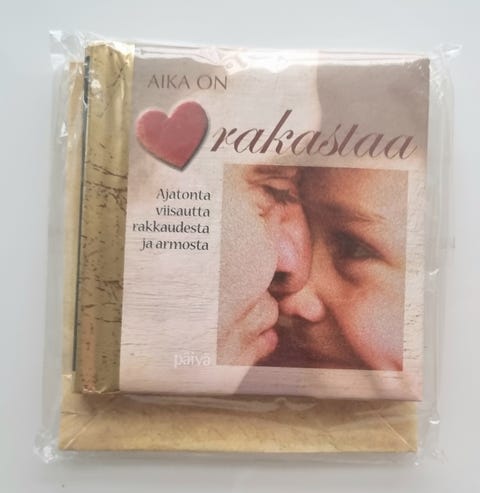 AIKA ON
rakastaa
Ajatonta
viisautta
rakkaudesta
ja armosta
päivä